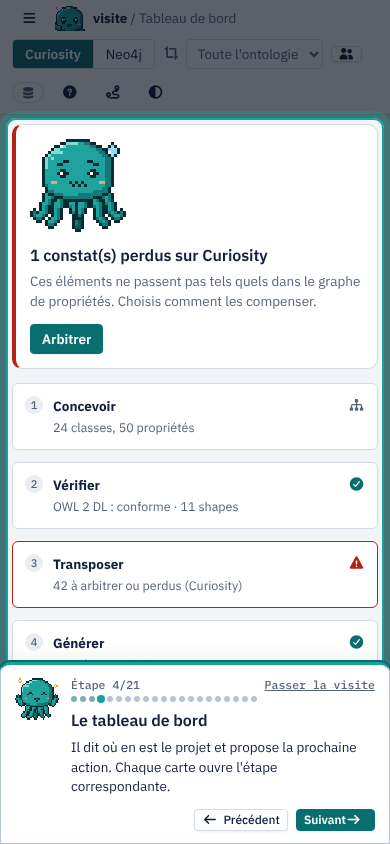 visite / Tableau de bord
Curiosity Neo4j Toute l'ontologie
1 constat(s) perdus sur Curiosity
Ces éléments ne passent pas tels quels dans le graphe
de propriétés. Choisis comment les compenser.
Arbitrer
1 Concevoir
24 classes, 50 propriétés
2 Vérifier
OWL 2 DL : conforme · 11 shapes
3 Transposer
42 à arbitrer ou perdus (Curiosity)
4 Générer
Étape 4/21 Passer la visite
Le tableau de bord
Il dit où en est le projet et propose la prochaine
action. Chaque carte ouvre l'étape
correspondante.
← Précédent Suivant→